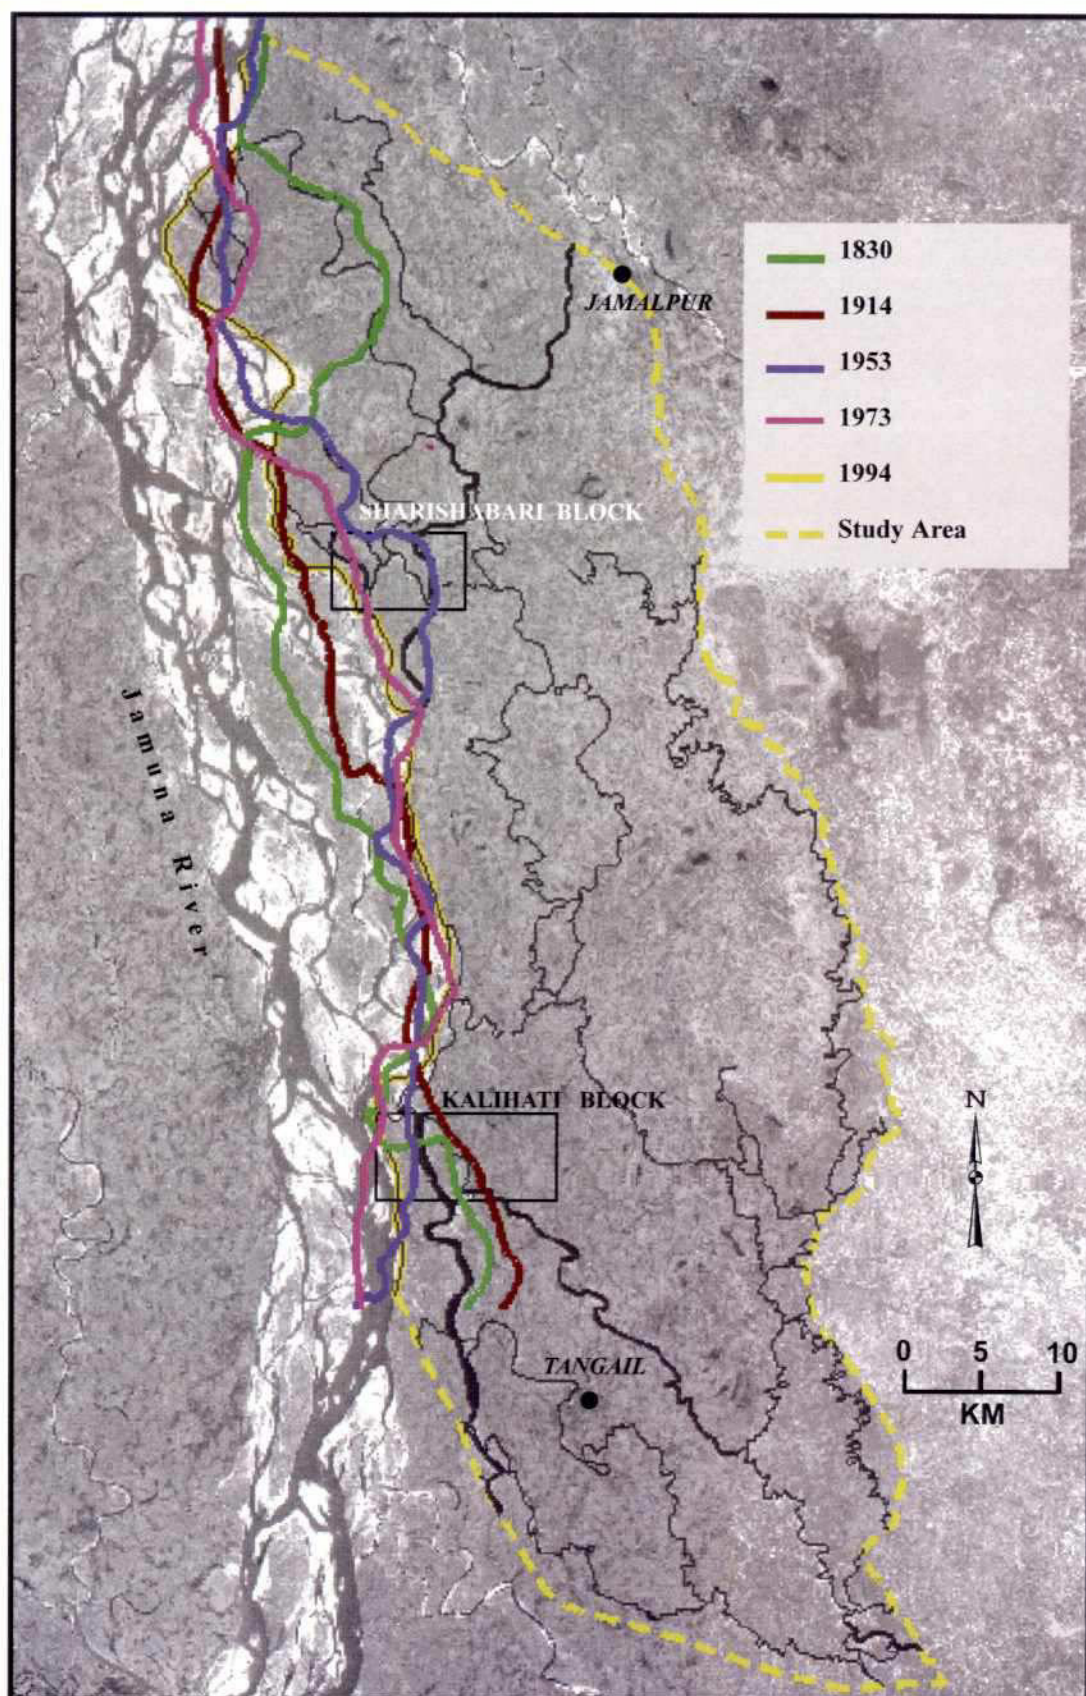 1830
JAMALPUR
1914
1953
1973
1994
SHARISHABARI BLOCK
Study Area
Jamuna River
KALIHATI BLOCK
N
TANGAIL
0 5 10
KM